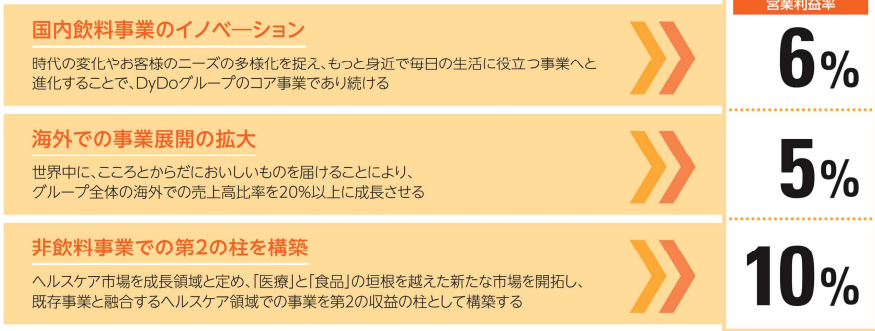 営業利益率
国内飲料事業のイノベーション
時代の変化やお客様のニーズの多様化を捉え、もっと身近で毎日の生活に役立つ事業へと
進化することで、DyDoグループのコア事業であり続ける
6%
海外での事業展開の拡大
世界中に、こころとからだにおいしいものを届けることにより、
グループ全体の海外での売上高比率を20%以上に成長させる
5%
非飲料事業での第2の柱を構築
ヘルスケア市場を成長領域と定め、「医療」と「食品」の垣根を越えた新たな市場を開拓し、
既存事業と融合するヘルスケア領域での事業を第2の収益の柱として構築する
10%